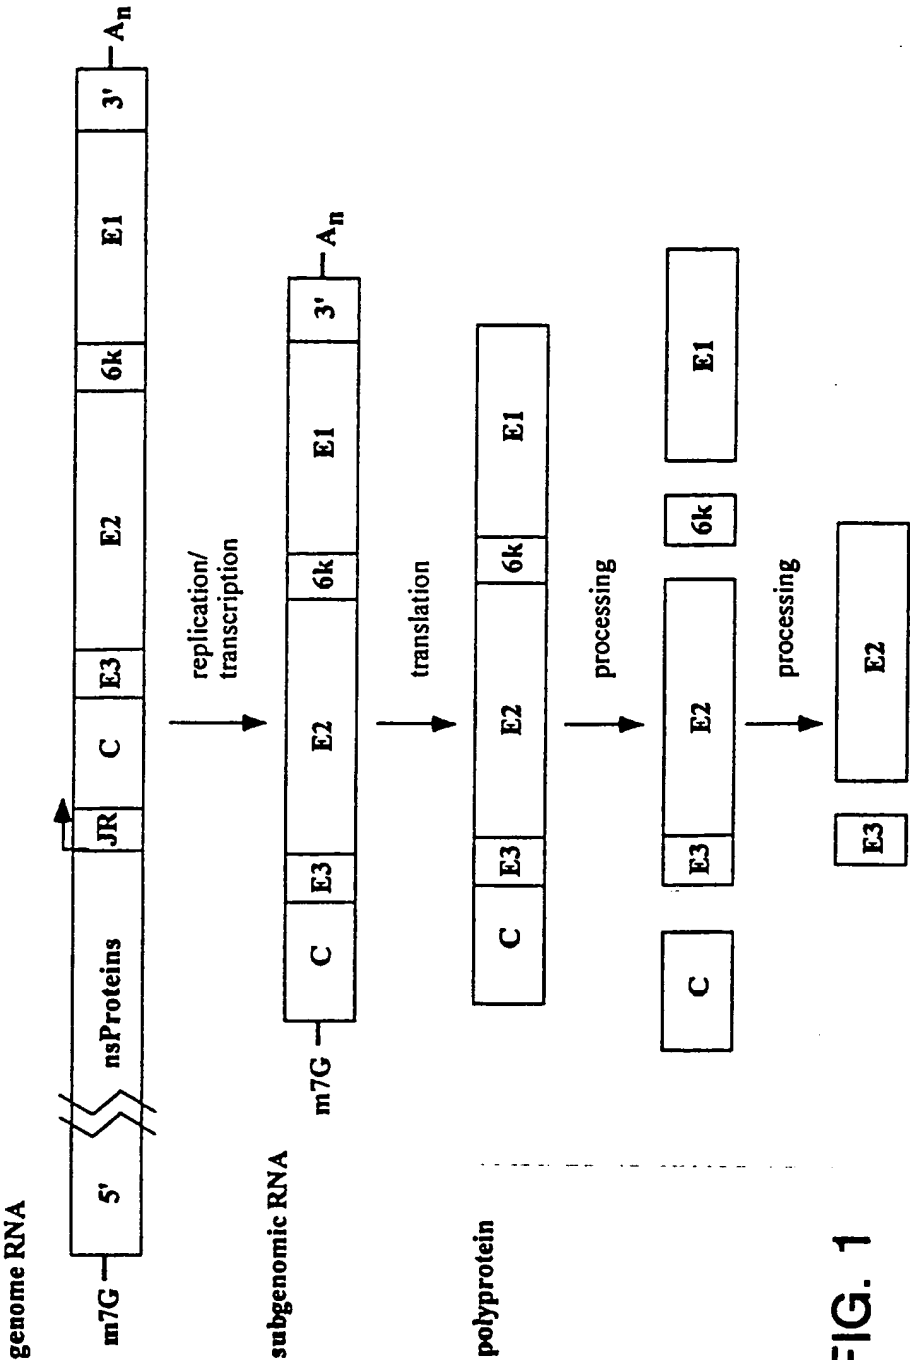 genome RNA
m7G 5' nsProteins JR C E3 E2 6k E1 3' An
replication/
transcription
subgenomic RNA
m7G C E3 E2 6k E1 3' An
translation
polyprotein
C E3 E2 6k E1
processing
C E3 E2 6k E1
processing
E3 E2
FIG. 1